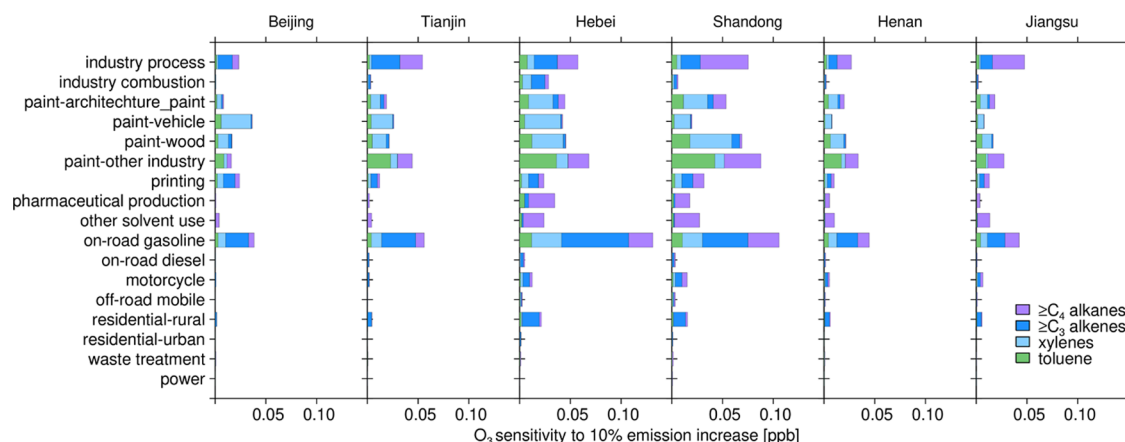 Beijing Tianjin Hebei Shandong Henan Jiangsu
industry process
industry combustion
paint-architechture_paint
paint-vehicle
paint-wood
paint-other industry
printing
pharmaceutical production
other solvent use
on-road gasoline
on-road diesel
motorcycle
off-road mobile
residential-rural
residential-urban
waste treatment
power
≥C₄ alkanes
≥C₃ alkenes
xylenes
toluene
0.05 0.10 0.05 0.10 0.05 0.10 0.05 0.10 0.05 0.10 0.05 0.10
O₃ sensitivity to 10% emission increase [ppb]